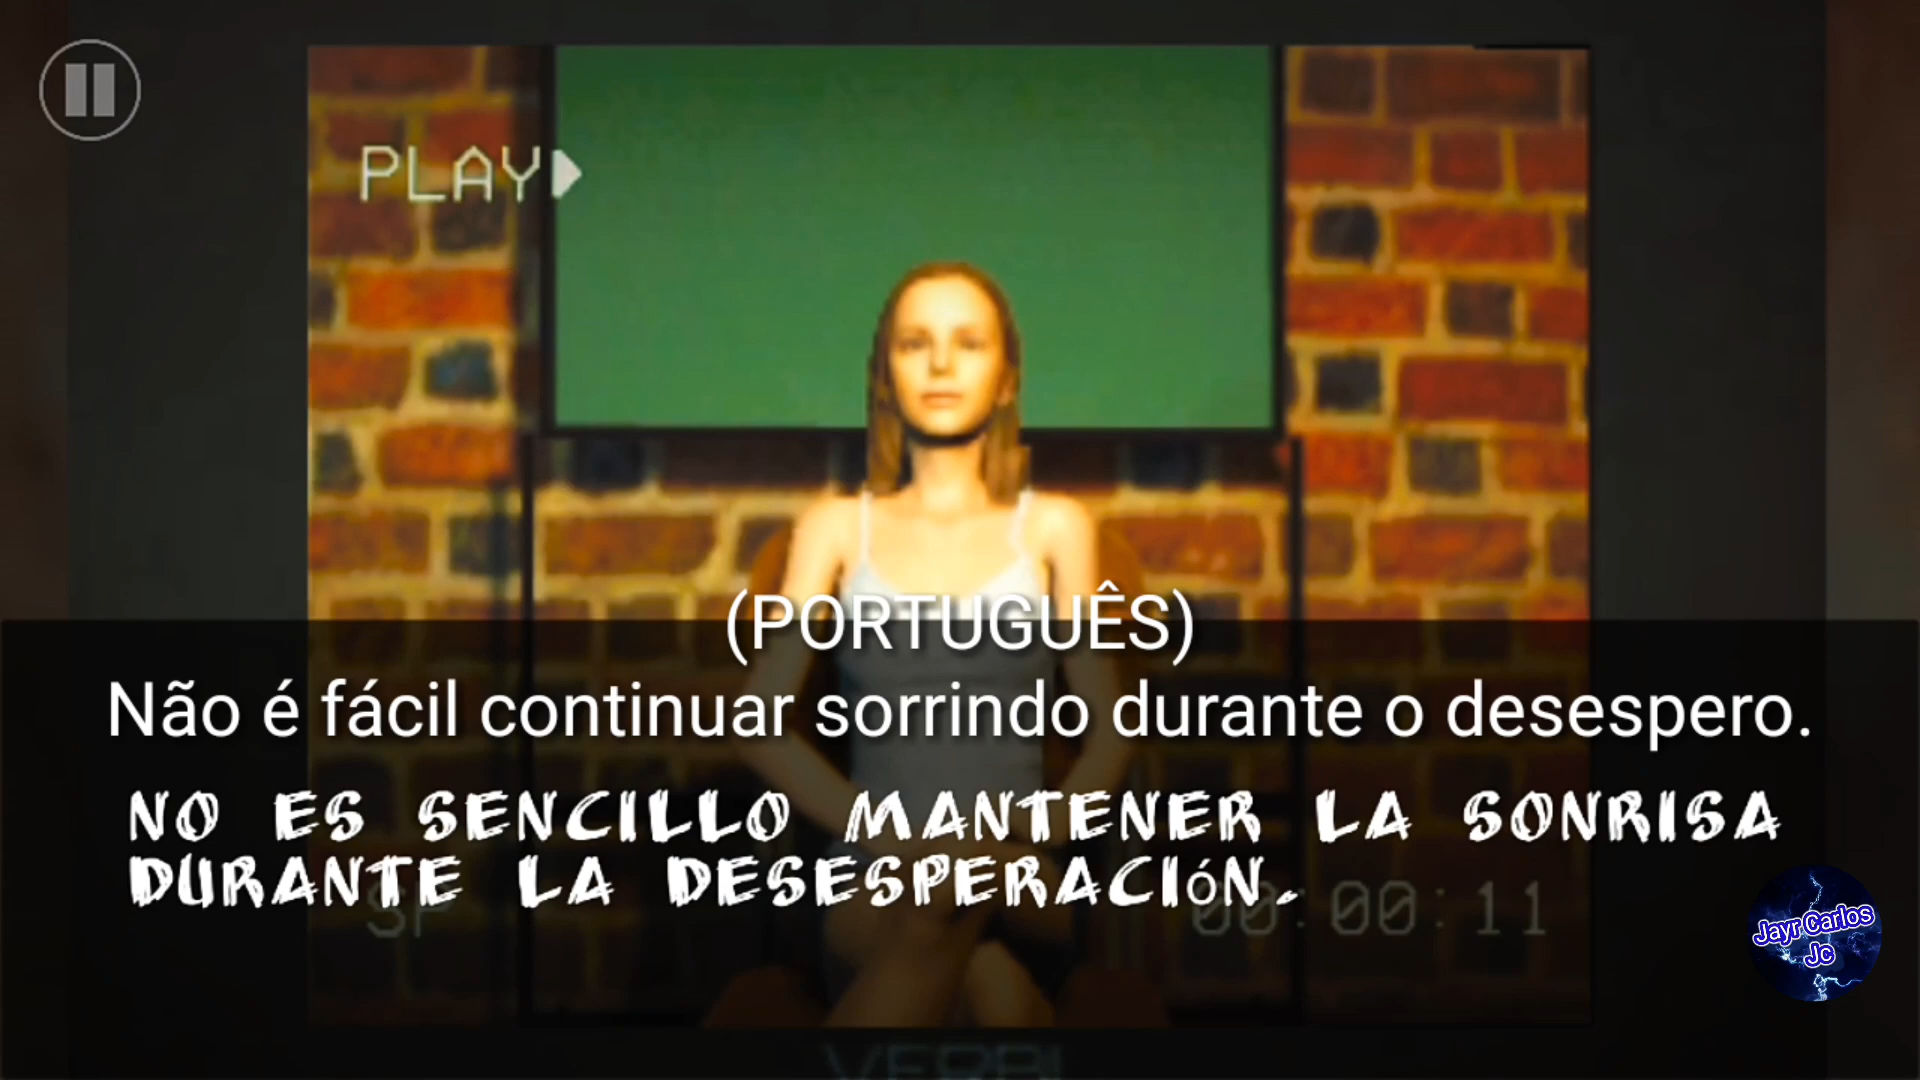 PLAY
(PORTUGUÊS)
Não é fácil continuar sorrindo durante o desespero.
NO ES SENCILLO MANTENER LA SONRISA
DURANTE LA DESESPERACIÓN.
SP
00:00:11
Jayr Carlos
Jc